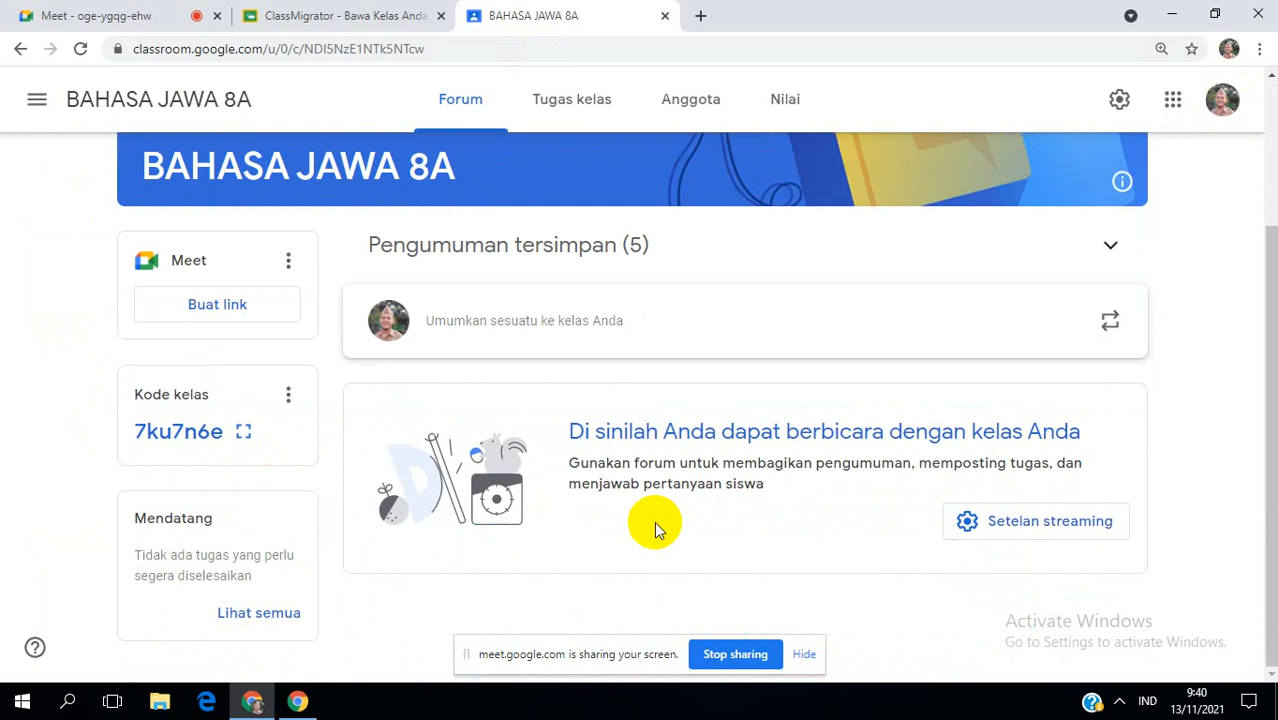 Meet - oge-ygqq-ehw
ClassMigrator - Bawa Kelas Anda
BAHASA JAWA 8A
classroom.google.com/u/0/c/NDI5NzE1NTk5NTcw
BAHASA JAWA 8A
Forum
Tugas kelas
Anggota
Nilai
BAHASA JAWA 8A
Meet
Buat link
Pengumuman tersimpan (5)
Umumkan sesuatu ke kelas Anda
Kode kelas
7ku7n6e
Di sinilah Anda dapat berbicara dengan kelas Anda
Gunakan forum untuk membagikan pengumuman, memposting tugas, dan
menjawab pertanyaan siswa
Setelan streaming
Mendatang
Tidak ada tugas yang perlu
segera diselesaikan
Lihat semua
Activate Windows
Go to Settings to activate Windows.
meet.google.com is sharing your screen.
Stop sharing
Hide
IND
9:40
13/11/2021